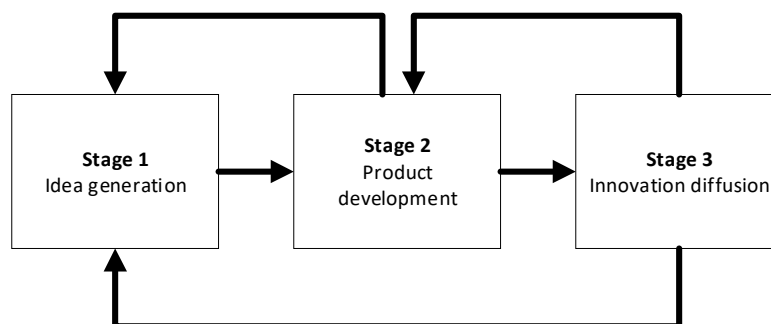 Stage 1
Idea generation
Stage 2
Product
development
Stage 3
Innovation diffusion